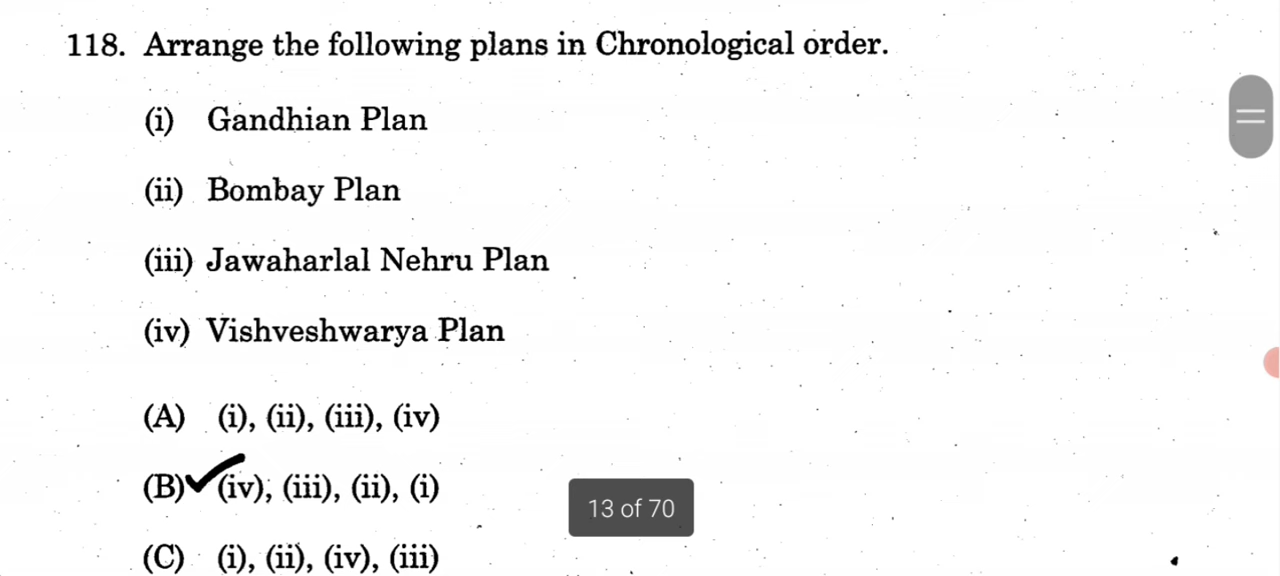 118. Arrange the following plans in Chronological order.
(i) Gandhian Plan
(ii) Bombay Plan
(iii) Jawaharlal Nehru Plan
(iv) Vishveshwarya Plan
(A) (i), (ii), (iii), (iv)
(B) (iv), (iii), (ii), (i)
13 of 70
(C) (i), (ii), (iv), (iii)